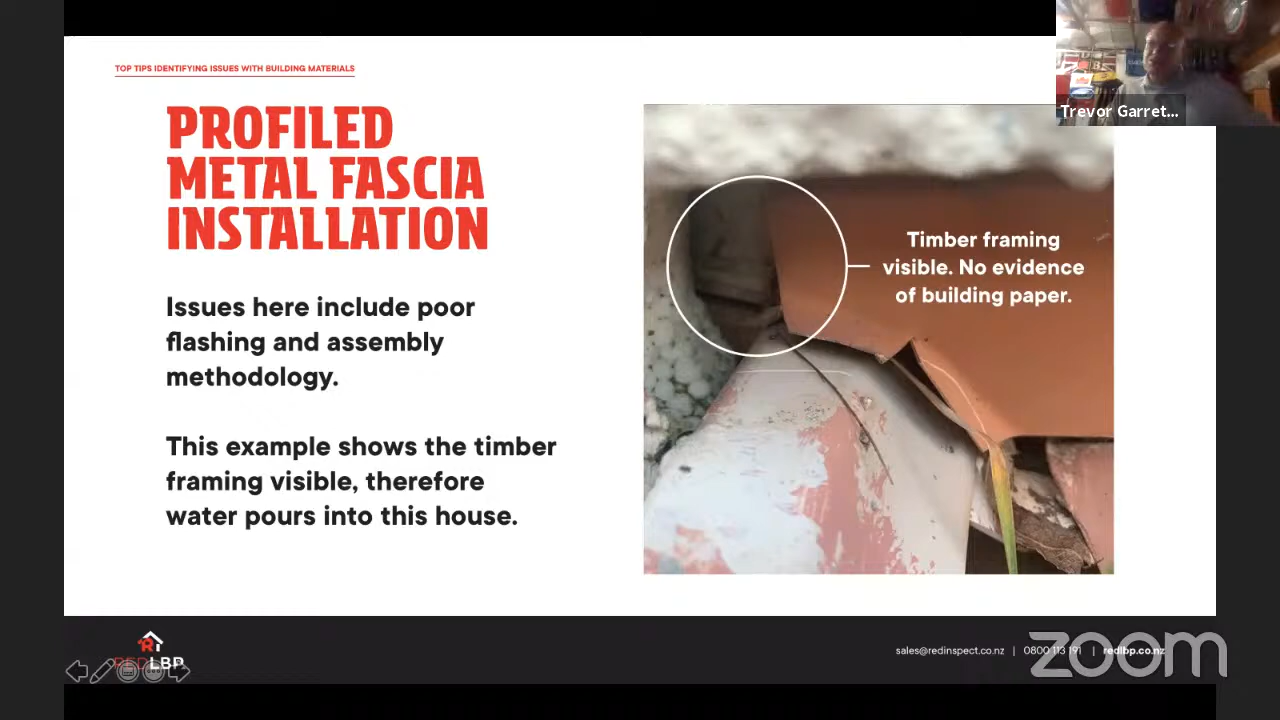 TOP TIPS IDENTIFYING ISSUES WITH BUILDING MATERIALS
Trevor Garret...
PROFILED
METAL FASCIA
INSTALLATION
Issues here include poor
flashing and assembly
methodology.
This example shows the timber
framing visible, therefore
water pours into this house.
Timber framing
visible. No evidence
of building paper.
REDLBP
sales@redinspect.co.nz | 0800 113 191 | redlbp.co.nz
zoom